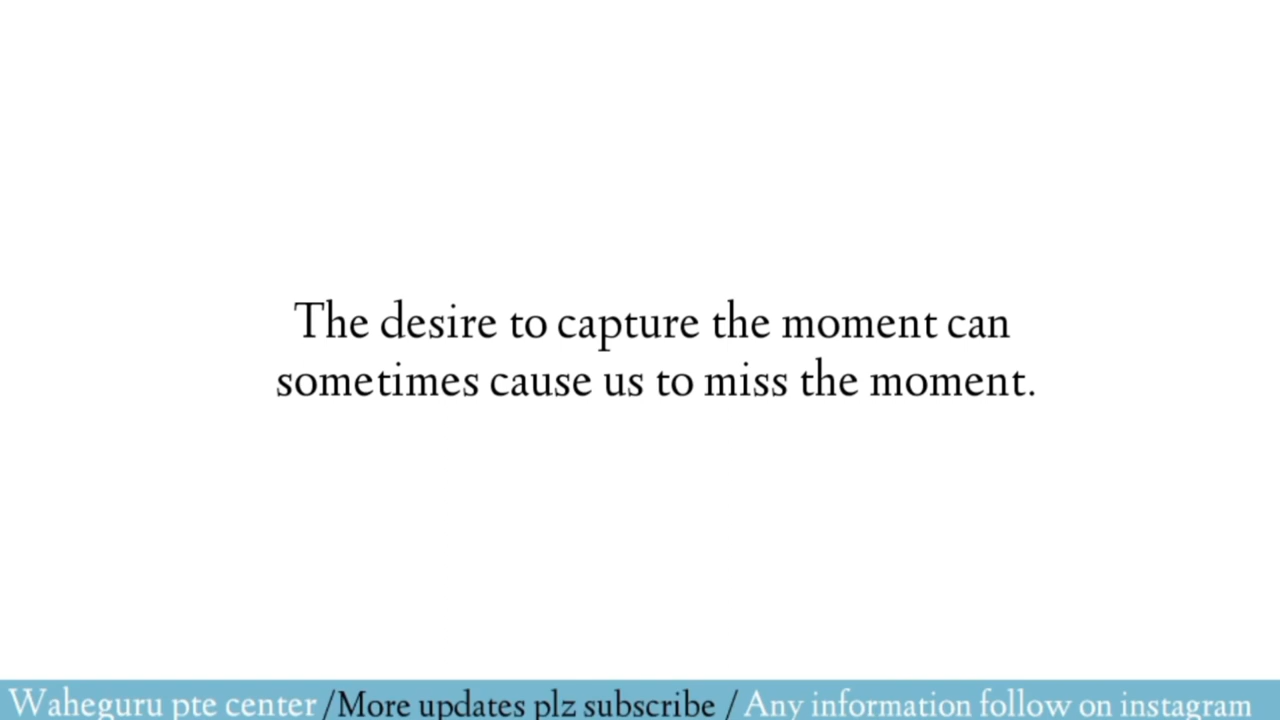 The desire to capture the moment can
sometimes cause us to miss the moment.
Waheguru pte center /More updates plz subscribe / Any information follow on instagram